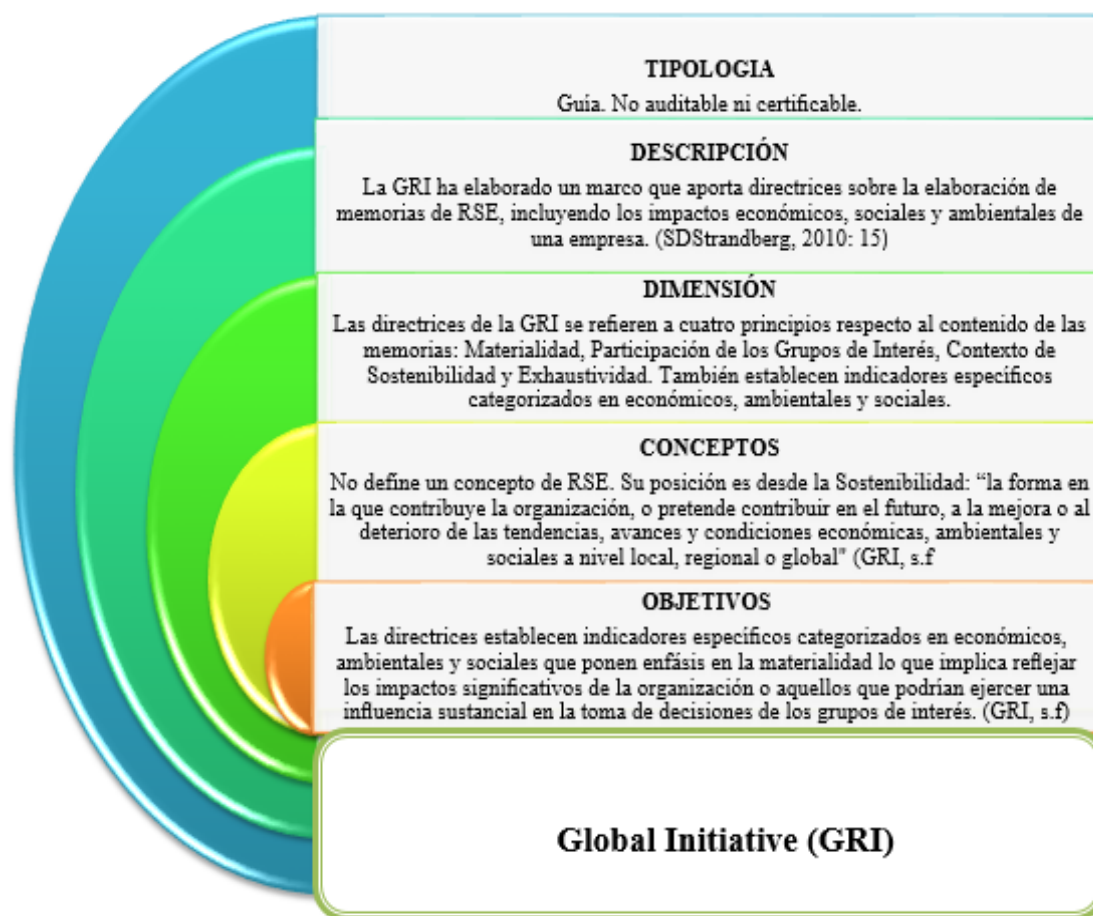 TIPOLOGIA
Guía. No auditable ni certificable.
DESCRIPCIÓN
La GRI ha elaborado un marco que aporta directrices sobre la elaboración de
memorias de RSE, incluyendo los impactos económicos, sociales y ambientales de
una empresa. (SDStrandberg, 2010: 15)
DIMENSIÓN
Las directrices de la GRI se refieren a cuatro principios respecto al contenido de las
memorias: Materialidad, Participación de los Grupos de Interés, Contexto de
Sostenibilidad y Exhaustividad. También establecen indicadores específicos
categorizados en económicos, ambientales y sociales.
CONCEPTOS
No define un concepto de RSE. Su posición es desde la Sostenibilidad: “la forma en
la que contribuye la organización, o pretende contribuir en el futuro, a la mejora o al
deterioro de las tendencias, avances y condiciones económicas, ambientales y
sociales a nivel local, regional o global" (GRI, s.f
OBJETIVOS
Las directrices establecen indicadores específicos categorizados en económicos,
ambientales y sociales que ponen enfásis en la materialidad lo que implica reflejar
los impactos significativos de la organización o aquellos que podrían ejercer una
influencia sustancial en la toma de decisiones de los grupos de interés. (GRI, s.f)
Global Initiative (GRI)